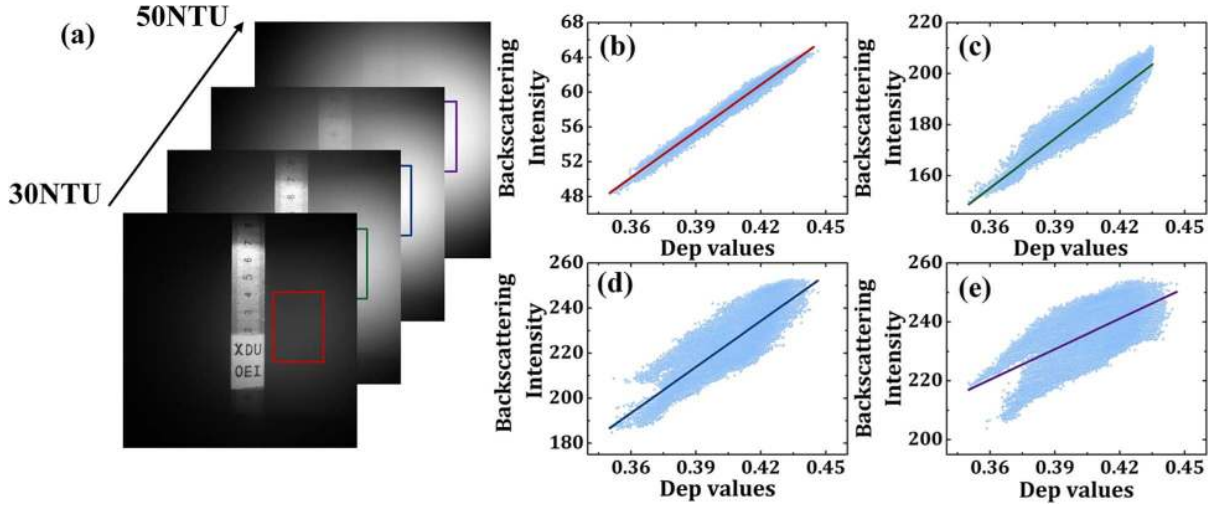 (a)
50NTU
30NTU
XDU
OEI
(b)
Backscattering
Intensity
68
64
60
56
52
48
0.36 0.39 0.42 0.45
Dep values
(c)
Backscattering
Intensity
220
200
180
160
140
0.36 0.39 0.42 0.45
Dep values
(d)
Backscattering
Intensity
260
240
220
200
180
0.36 0.39 0.42 0.45
Dep values
(e)
Backscattering
Intensity
260
240
220
200
0.36 0.39 0.42 0.45
Dep values